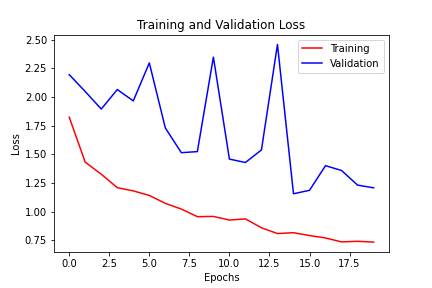 Training and Validation Loss
Training
Validation
Loss
2.50
2.25
2.00
1.75
1.50
1.25
1.00
0.75
0.0 2.5 5.0 7.5 10.0 12.5 15.0 17.5
Epochs